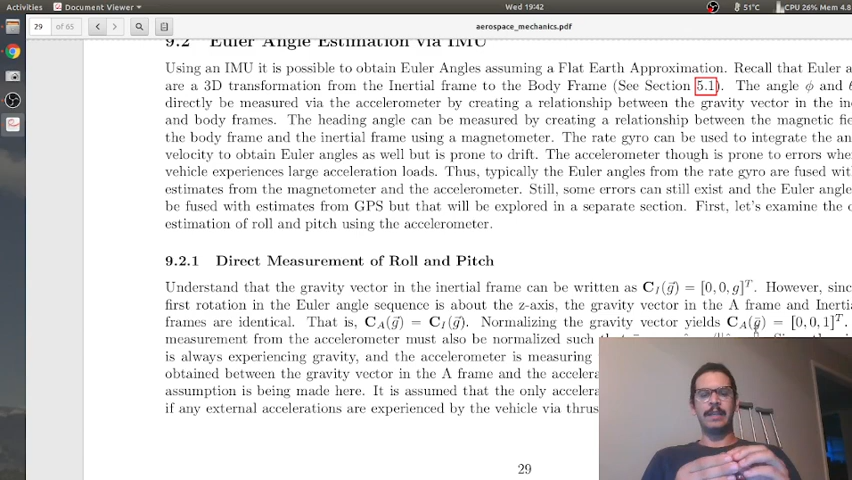 Activities Document Viewer Wed 19:42 51°C CPU 26% Mem 4.8
29 of 65 aerospace_mechanics.pdf
9.2 Euler Angle Estimation via IMU
Using an IMU it is possible to obtain Euler Angles assuming a Flat Earth Approximation. Recall that Euler a
are a 3D transformation from the Inertial frame to the Body Frame (See Section 5.1). The angle ϕ and θ
directly be measured via the accelerometer by creating a relationship between the gravity vector in the in
and body frames. The heading angle can be measured by creating a relationship between the magnetic fi
the body frame and the inertial frame using a magnetometer. The rate gyro can be used to integrate the an
velocity to obtain Euler angles as well but is prone to drift. The accelerometer though is prone to errors whe
vehicle experiences large acceleration loads. Thus, typically the Euler angles from the rate gyro are fused with
estimates from the magnetometer and the accelerometer. Still, some errors can still exist and the Euler angle
be fused with estimates from GPS but that will be explored in a separate section. First, let's examine the
estimation of roll and pitch using the accelerometer.
9.2.1 Direct Measurement of Roll and Pitch
Understand that the gravity vector in the inertial frame can be written as C_I(g⃗) = [0, 0, g]^T. However, sinc
first rotation in the Euler angle sequence is about the z-axis, the gravity vector in the A frame and Inertia
frames are identical. That is, C_A(g⃗) = C_I(g⃗). Normalizing the gravity vector yields C_A(ḡ) = [0, 0, 1]^T.
measurement from the accelerometer must also be normalized such
is always experiencing gravity, and the accelerometer is measuring
obtained between the gravity vector in the A frame and the accelera
assumption is being made here. It is assumed that the only accelera
if any external accelerations are experienced by the vehicle via thrus
29